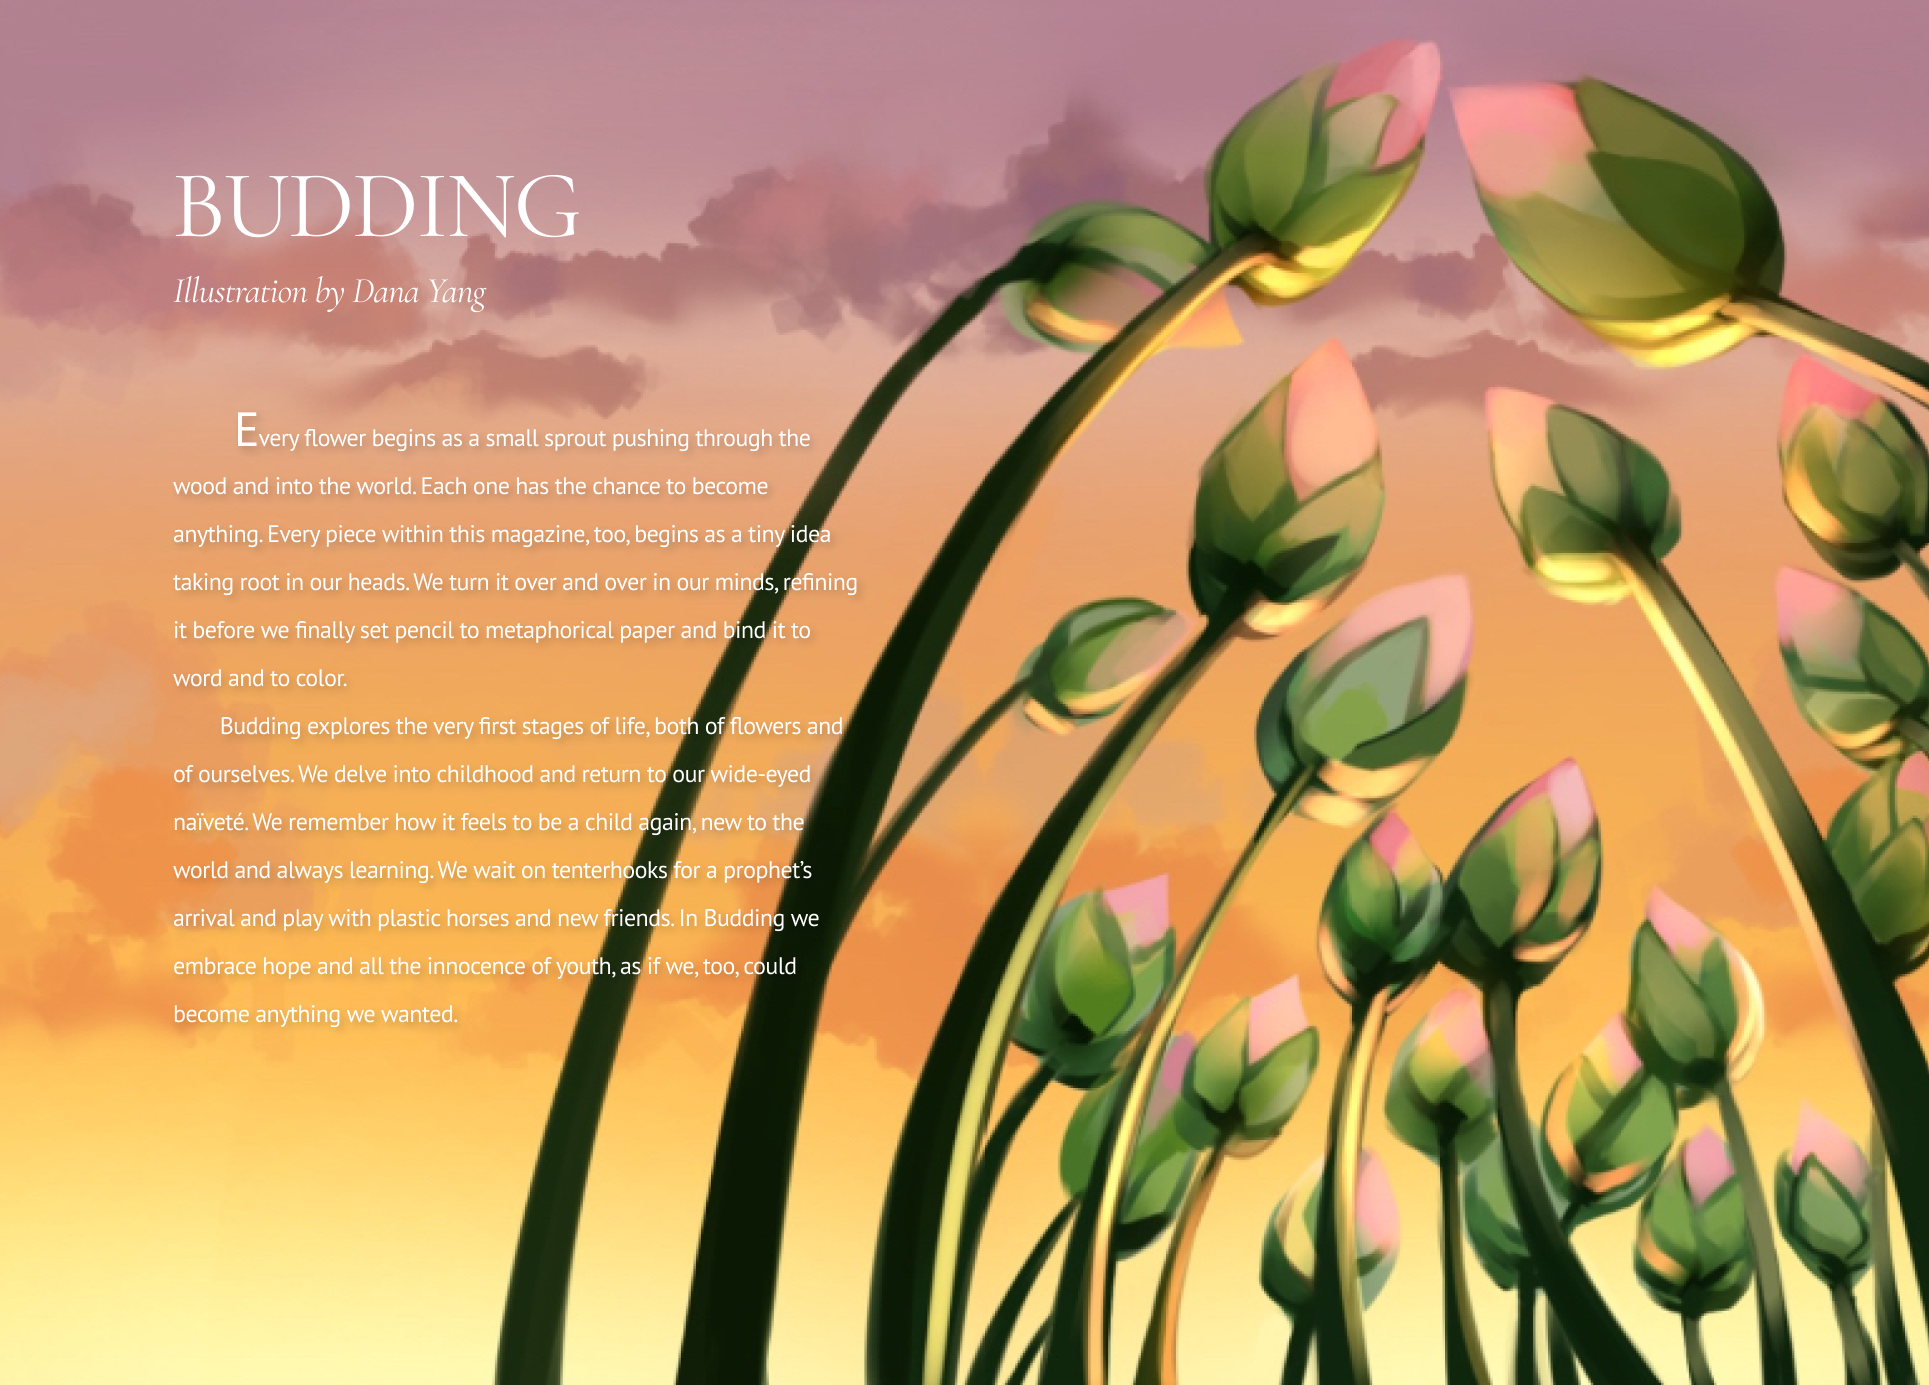 BUDDING
Illustration by Dana Yang
Every flower begins as a small sprout pushing through the
wood and into the world. Each one has the chance to become
anything. Every piece within this magazine, too, begins as a tiny idea
taking root in our heads. We turn it over and over in our minds, refining
it before we finally set pencil to metaphorical paper and bind it to
word and to color.
Budding explores the very first stages of life, both of flowers and
of ourselves. We delve into childhood and return to our wide-eyed
naïveté. We remember how it feels to be a child again, new to the
world and always learning. We wait on tenterhooks for a prophet’s
arrival and play with plastic horses and new friends. In Budding we
embrace hope and all the innocence of youth, as if we, too, could
become anything we wanted.